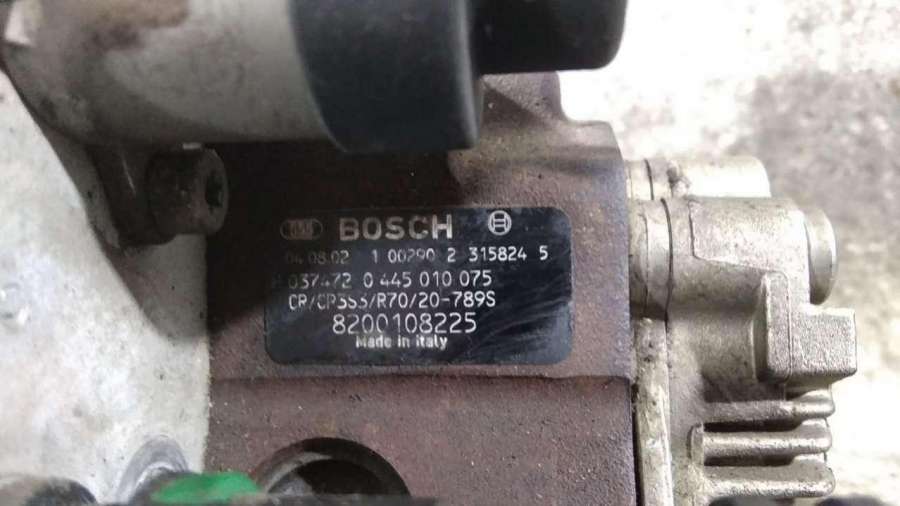 BOSCH
04.08.02 1 00290 2 315824 5
037472 0 445 010 075
CR/CP3S3/R70/20-789S
8200108225
Made in Italy